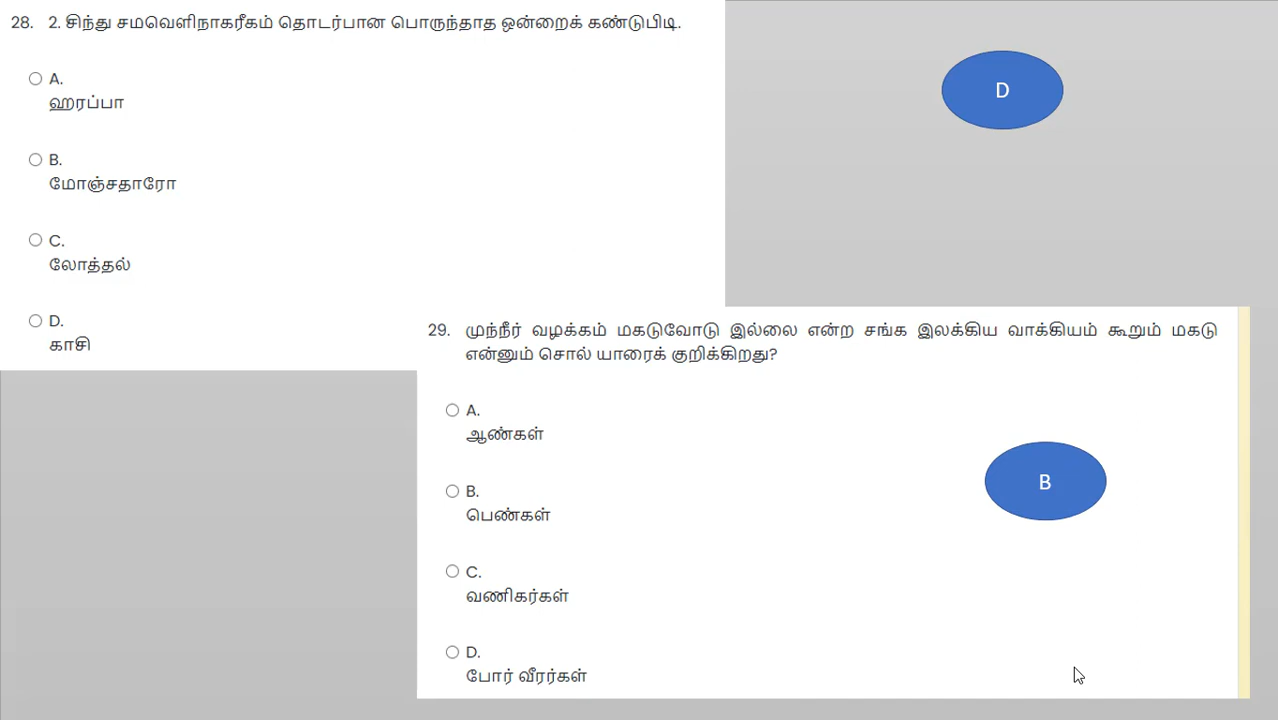 28. 2. சிந்து சமவெளிநாகரீகம் தொடர்பான பொருந்தாத ஒன்றைக் கண்டுபிடி.
A.
ஹரப்பா
B.
மோஞ்சதாரோ
C.
லோத்தல்
D.
காசி
D
29. முந்நீர் வழக்கம் மகடுவோடு இல்லை என்ற சங்க இலக்கிய வாக்கியம் கூறும் மகடு
என்னும் சொல் யாரைக் குறிக்கிறது?
A.
ஆண்கள்
B.
பெண்கள்
C.
வணிகர்கள்
D.
போர் வீரர்கள்
B